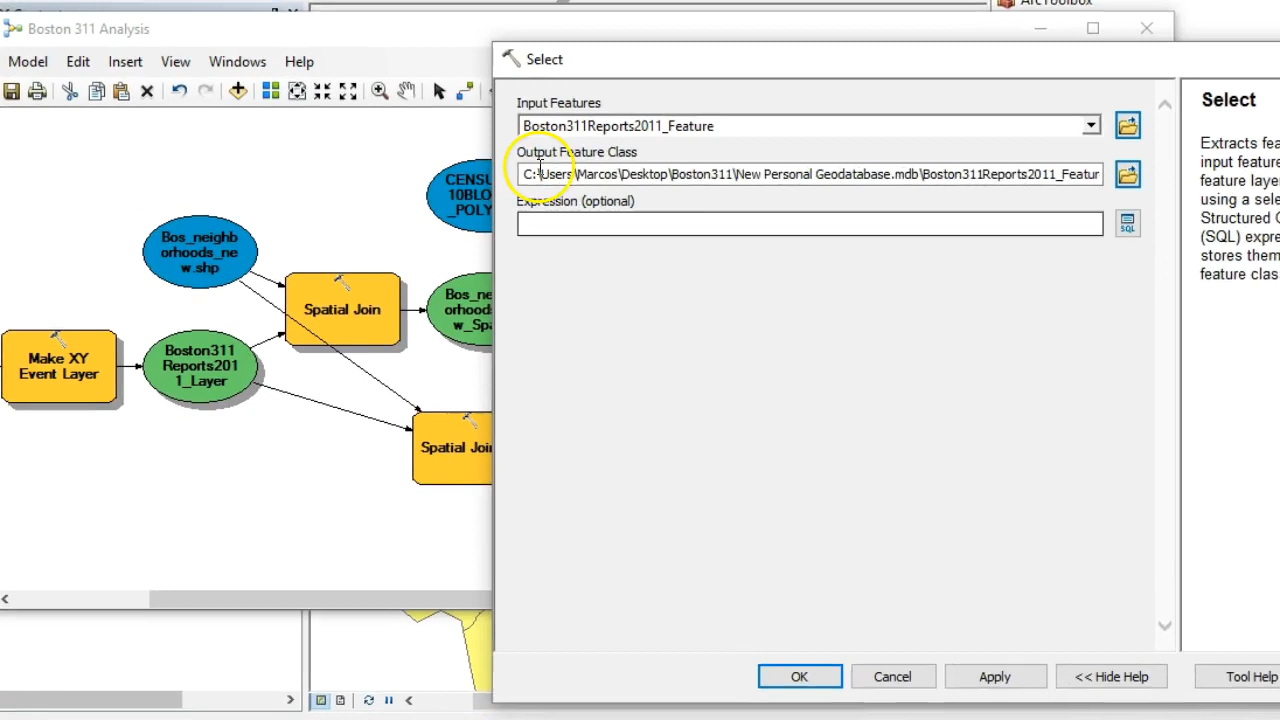 ArcToolbox
Boston 311 Analysis
Model Edit Insert View Windows Help
Bos_neighb
orhoods_ne
w.shp
Make XY
Event Layer
Boston311
Reports201
1_Layer
Spatial Join
CENSU
10BLO
_POLY
Bos_ne
orhoods
w_Spa
Spatial Joi
Select
Input Features
Boston311Reports2011_Feature
Output Feature Class
C:\Users\Marcos\Desktop\Boston311\New Personal Geodatabase.mdb\Boston311Reports2011_Featur
Expression (optional)
SQL
OK Cancel Apply << Hide Help Tool Help
Select
Extracts fea
input feature
feature layer
using a sele
Structured Q
(SQL) expre
stores them
feature clas